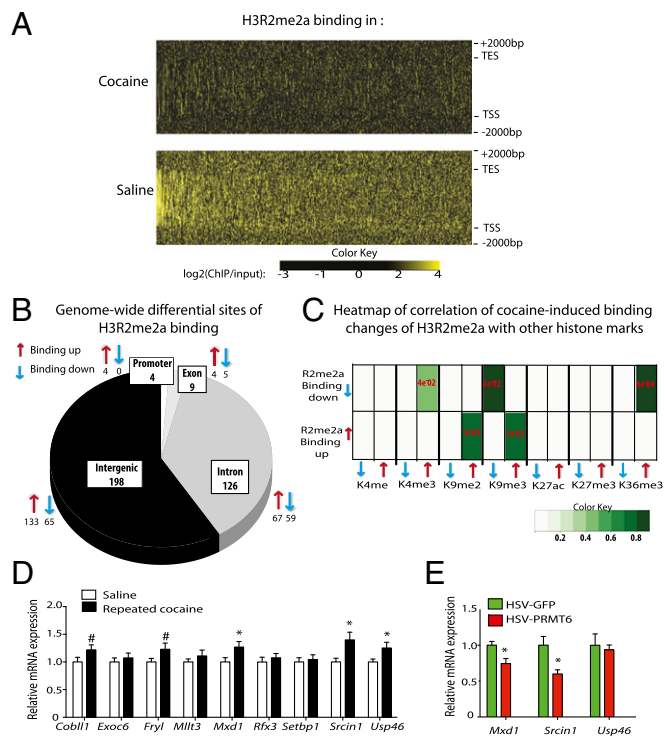 A
H3R2me2a binding in :
Cocaine
+2000bp
TES
TSS
-2000bp
Saline
+2000bp
TES
TSS
-2000bp
Color Key
log2(ChIP/input):
-3 -1 0 2 4
B
Genome-wide differential sites of
H3R2me2a binding
Binding up
Binding down
4 0
Promoter
4
Exon
9
4 5
Intergenic
198
Intron
126
133 65
67 59
C
Heatmap of correlation of cocaine-induced binding
changes of H3R2me2a with other histone marks
R2me2a
Binding
down
4e-02
R2me2a
Binding
up
K4me K4me3 K9me2 K9me3 K27ac K27me3 K36me3
Color Key
0.2 0.4 0.6 0.8
D
Saline
Repeated cocaine
Relative mRNA expression
2.0
1.5
1.0
0.5
0
# # * * *
Cobll1 Exoc6 Fryl Mllt3 Mxd1 Rfx3 Setbp1 Srcin1 Usp46
E
HSV-GFP
HSV-PRMT6
Relative mRNA expression
1.5
1.0
0.5
0
* *
Mxd1 Srcin1 Usp46